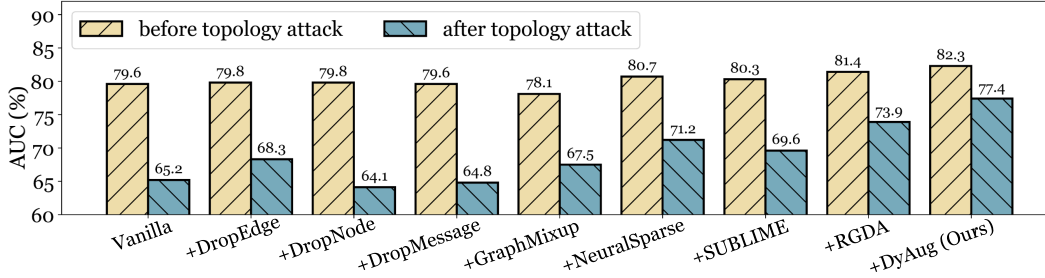 before topology attack after topology attack
AUC (%)
90
85
80
75
70
65
60
79.6 65.2 79.8 68.3 79.8 64.1 79.6 64.8 78.1 67.5 80.7 71.2 80.3 69.6 81.4 73.9 82.3 77.4
Vanilla +DropEdge +DropNode +DropMessage +GraphMixup +NeuralSparse +SUBLIME +RGDA +DyAug (Ours)